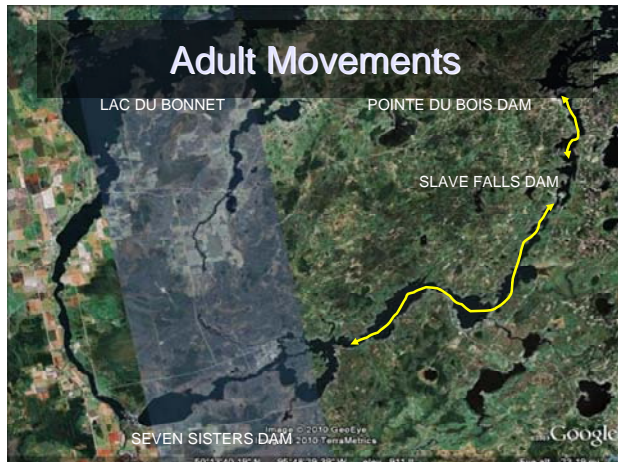 Adult Movements
LAC DU BONNET
POINTE DU BOIS DAM
SLAVE FALLS DAM
SEVEN SISTERS DAM
Image © 2010 GeoEye
2010 TerraMetrics
Google